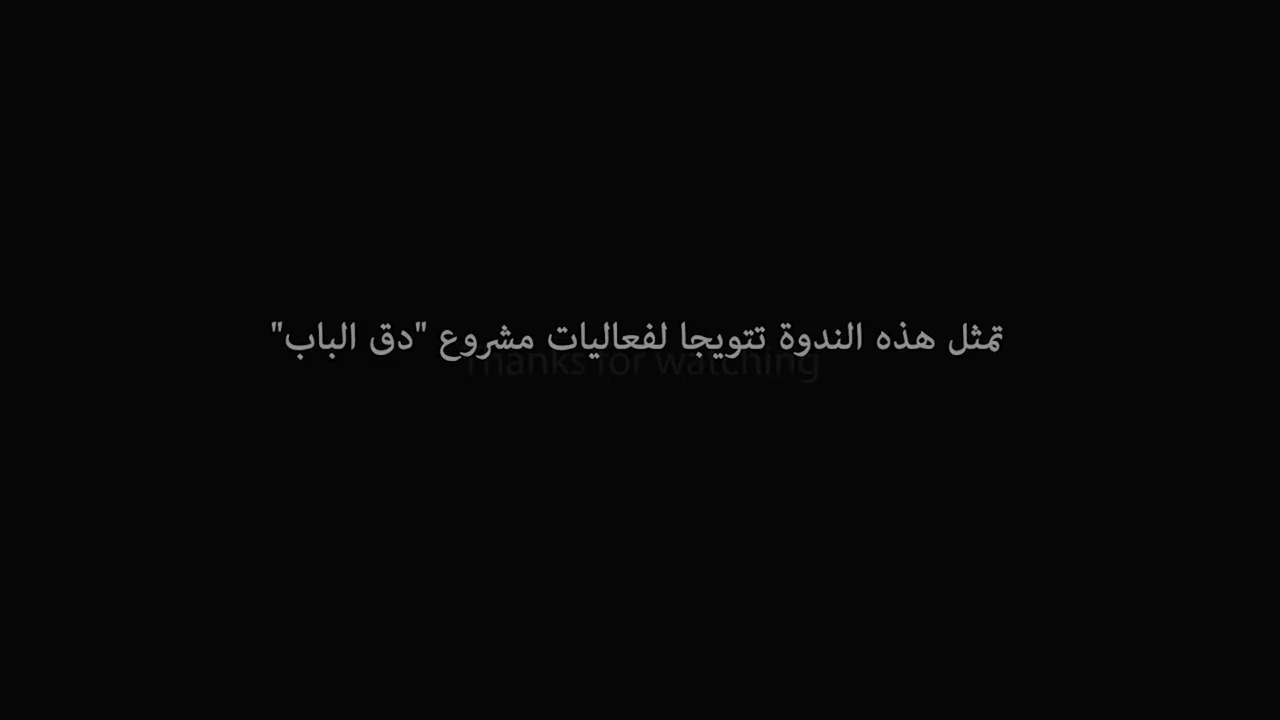 تمثل هذه الندوة تتويجا لفعاليات مشروع "دق الباب"
Thanks for watching